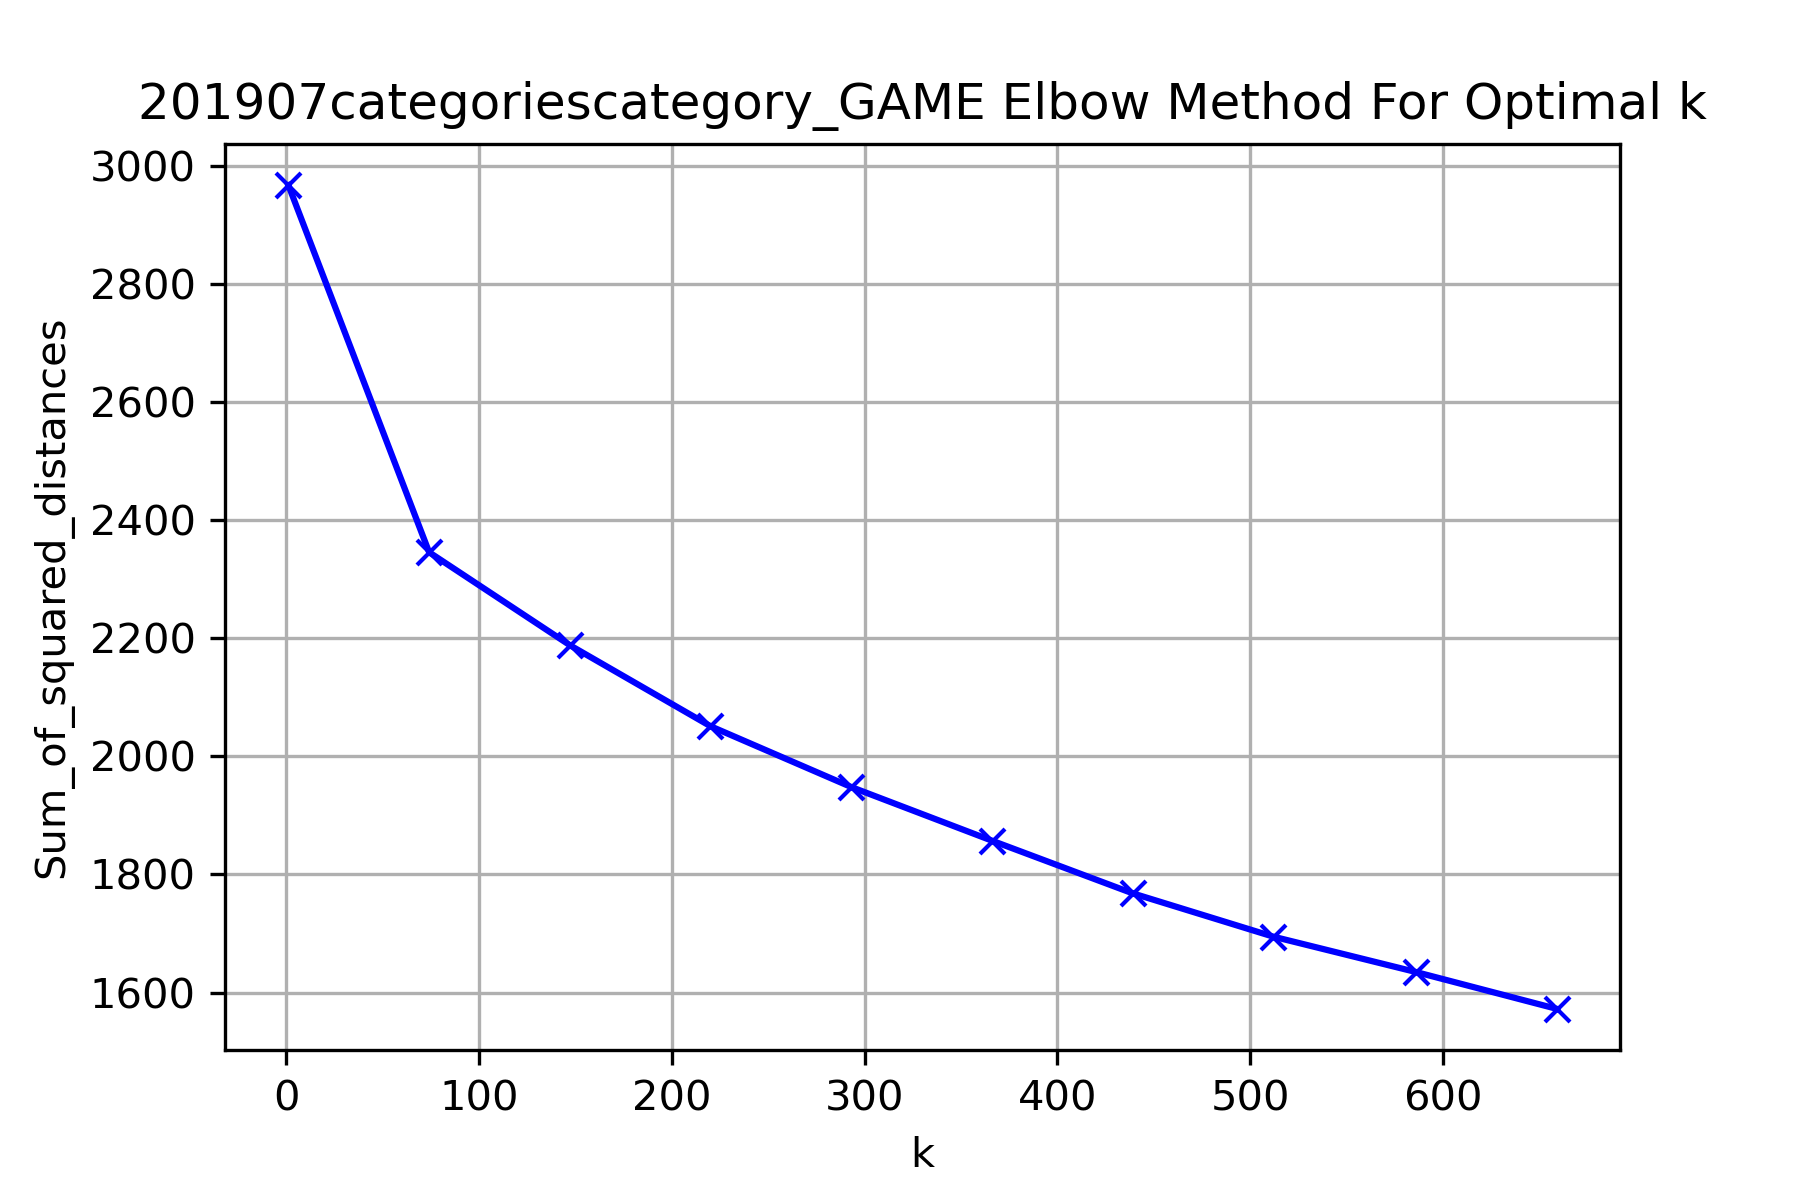 201907categoriescategory_GAME Elbow Method For Optimal k
3000
2800
2600
2400
2200
2000
1800
1600
Sum_of_squared_distances
0 100 200 300 400 500 600
k